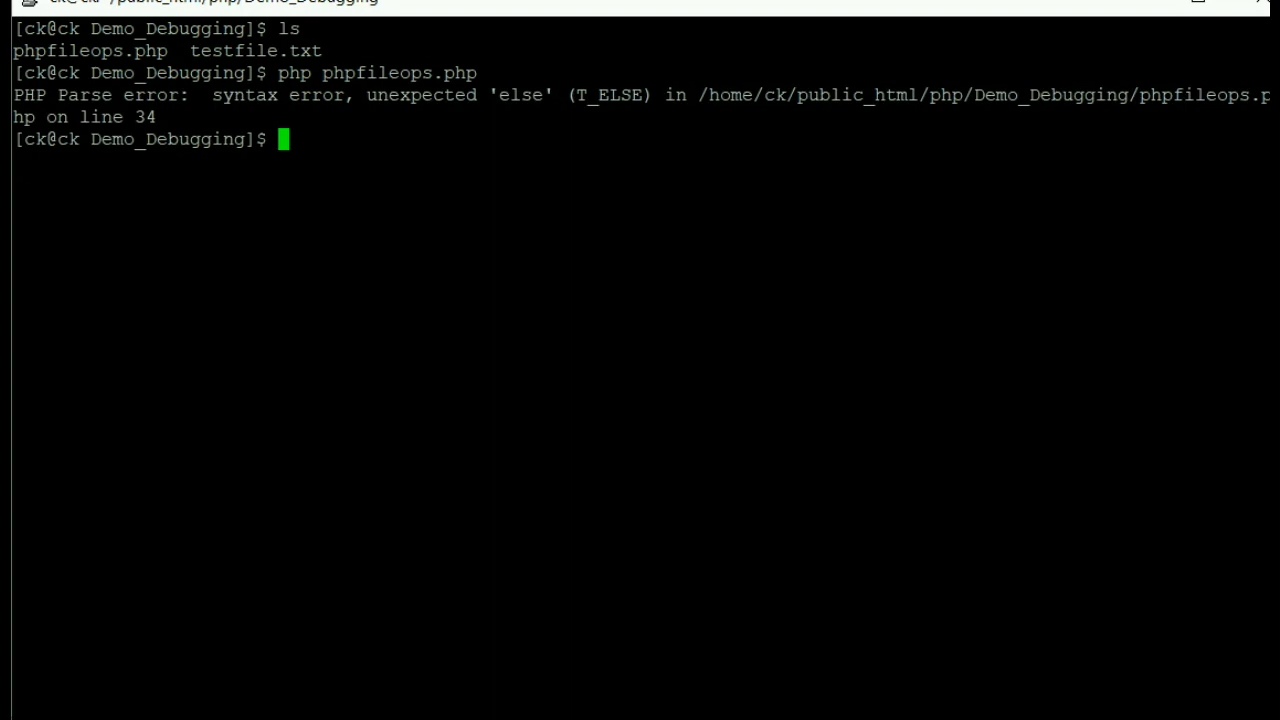 [ck@ck Demo_Debugging]$ ls
phpfileops.php  testfile.txt
[ck@ck Demo_Debugging]$ php phpfileops.php
PHP Parse error:  syntax error, unexpected 'else' (T_ELSE) in /home/ck/public_html/php/Demo_Debugging/phpfileops.p
hp on line 34
[ck@ck Demo_Debugging]$